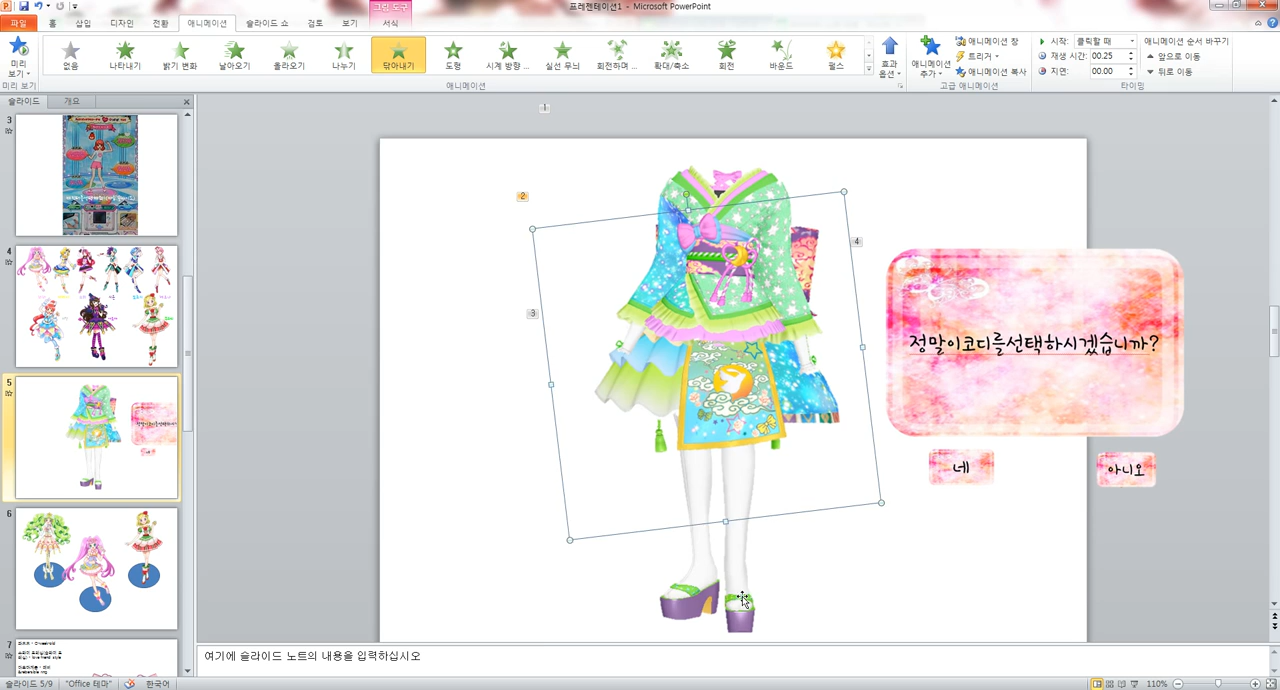 프레젠테이션1 - Microsoft PowerPoint
그림 도구
파일 홈 삽입 디자인 전환 애니메이션 슬라이드 쇼 검토 보기 서식
미리 보기
없음 나타내기 밝기 변화 날아오기 올라오기 나누기 닦아내기 도형 시계 방향 ... 실선 무늬 회전하며 ... 확대/축소 회전 바운드 펄스
효과 옵션
애니메이션 추가
애니메이션 창
트리거
애니메이션 복사
시작: 클릭할 때
재생 시간: 00.25
지연: 00.00
애니메이션 순서 바꾸기
앞으로 이동
뒤로 이동
미리 보기 애니메이션 고급 애니메이션 타이밍
슬라이드 개요
1
2
3
4
정말이코디를선택하시겠습니까?
네 아니오
3
4
5
6
7
여기에 슬라이드 노트의 내용을 입력하십시오
슬라이드 5/9 "Office 테마" 한국어 110%